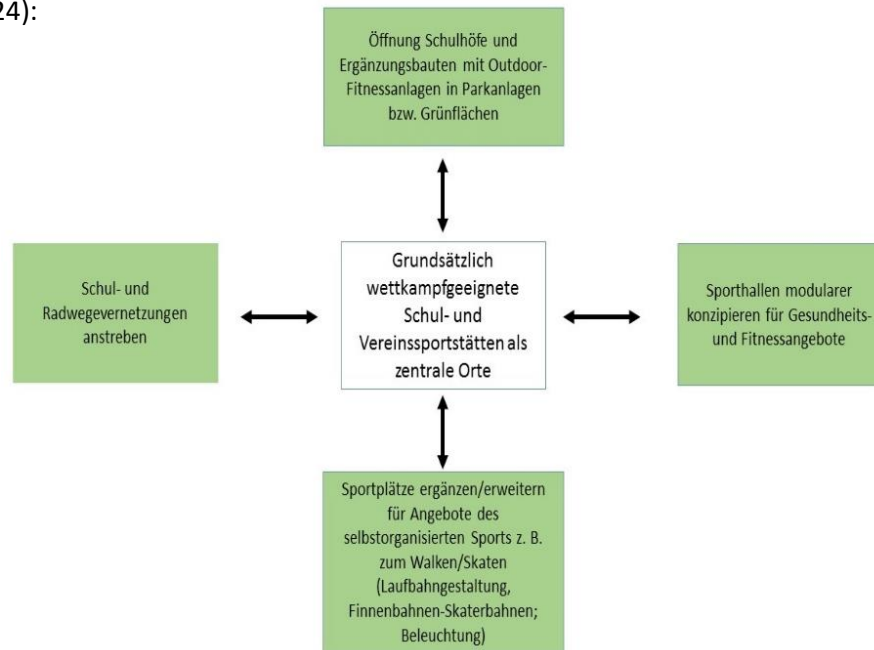 24):
Öffnung Schulhöfe und
Ergänzungsbauten mit Outdoor-
Fitnessanlagen in Parkanlagen
bzw. Grünflächen
Schul- und
Radwegevernetzungen
anstreben
Grundsätzlich
wettkampfgeeignete
Schul- und
Vereinssportstätten als
zentrale Orte
Sporthallen modularer
konzipieren für Gesundheits-
und Fitnessangebote
Sportplätze ergänzen/erweitern
für Angebote des
selbstorganisierten Sports z. B.
zum Walken/Skaten
(Laufbahngestaltung,
Finnenbahnen-Skaterbahnen;
Beleuchtung)